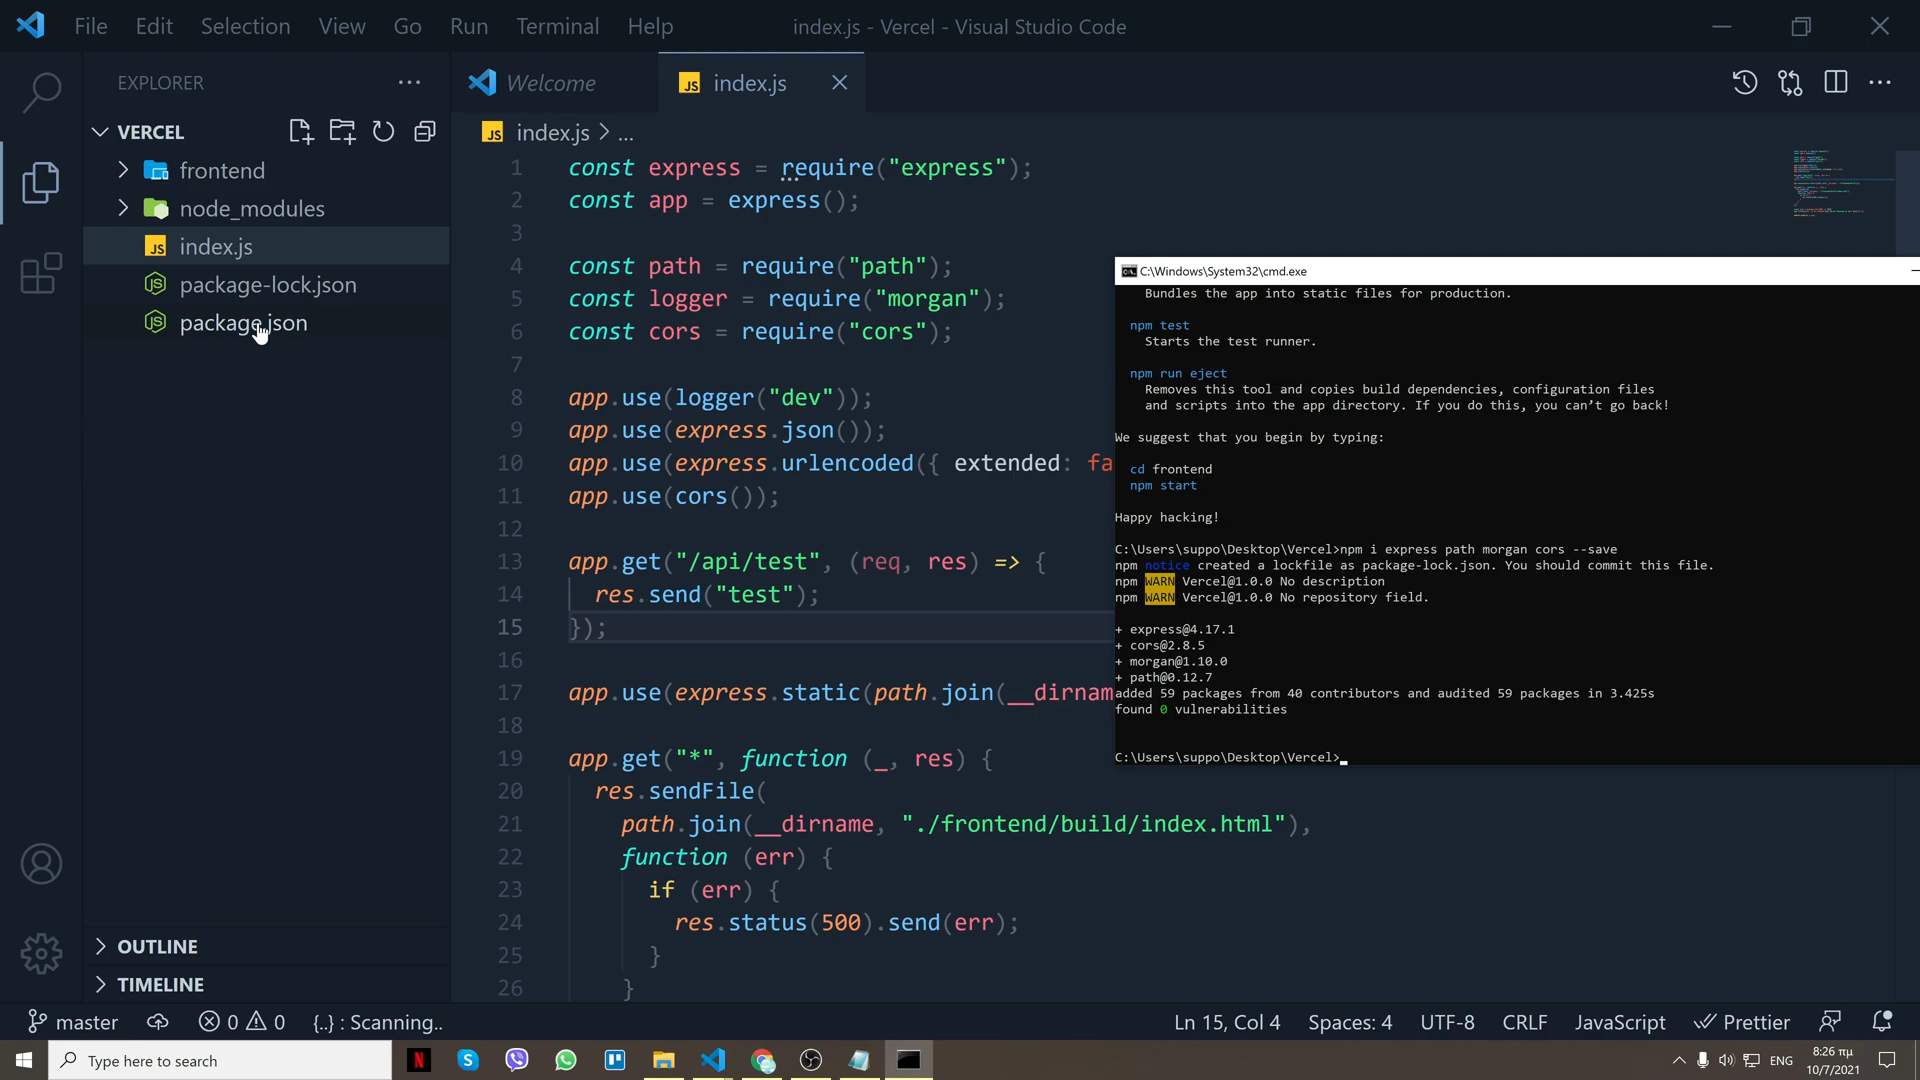 File Edit Selection View Go Run Terminal Help
index.js - Vercel - Visual Studio Code
EXPLORER
VERCEL
frontend
node_modules
JS index.js
package-lock.json
package.json
OUTLINE
TIMELINE
Welcome
JS index.js
JS index.js > ...
1 const express = require("express");
2 const app = express();
3
4 const path = require("path");
5 const logger = require("morgan");
6 const cors = require("cors");
7
8 app.use(logger("dev"));
9 app.use(express.json());
10 app.use(express.urlencoded({ extended: fa
11 app.use(cors());
12
13 app.get("/api/test", (req, res) => {
14 res.send("test");
15 });
16
17 app.use(express.static(path.join(__dirnam
18
19 app.get("*", function (_, res) {
20 res.sendFile(
21 path.join(__dirname, "./frontend/build/index.html"),
22 function (err) {
23 if (err) {
24 res.status(500).send(err);
25 }
26 }
C:\Windows\System32\cmd.exe
Bundles the app into static files for production.
npm test
Starts the test runner.
npm run eject
Removes this tool and copies build dependencies, configuration files
and scripts into the app directory. If you do this, you can’t go back!
We suggest that you begin by typing:
cd frontend
npm start
Happy hacking!
C:\Users\suppo\Desktop\Vercel>npm i express path morgan cors --save
npm notice created a lockfile as package-lock.json. You should commit this file.
npm WARN Vercel@1.0.0 No description
npm WARN Vercel@1.0.0 No repository field.
+ express@4.17.1
+ cors@2.8.5
+ morgan@1.10.0
+ path@0.12.7
added 59 packages from 40 contributors and audited 59 packages in 3.425s
found 0 vulnerabilities
C:\Users\suppo\Desktop\Vercel>
master 0 0 {..} : Scanning..
Ln 15, Col 4 Spaces: 4 UTF-8 CRLF JavaScript Prettier
Type here to search
ENG
8:26 πμ
10/7/2021